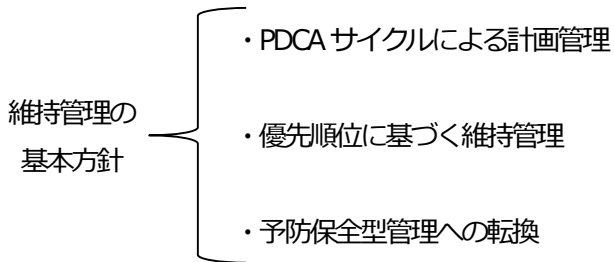 ・PDCA サイクルによる計画管理
維持管理の
基本方針
・優先順位に基づく維持管理
・予防保全型管理への転換